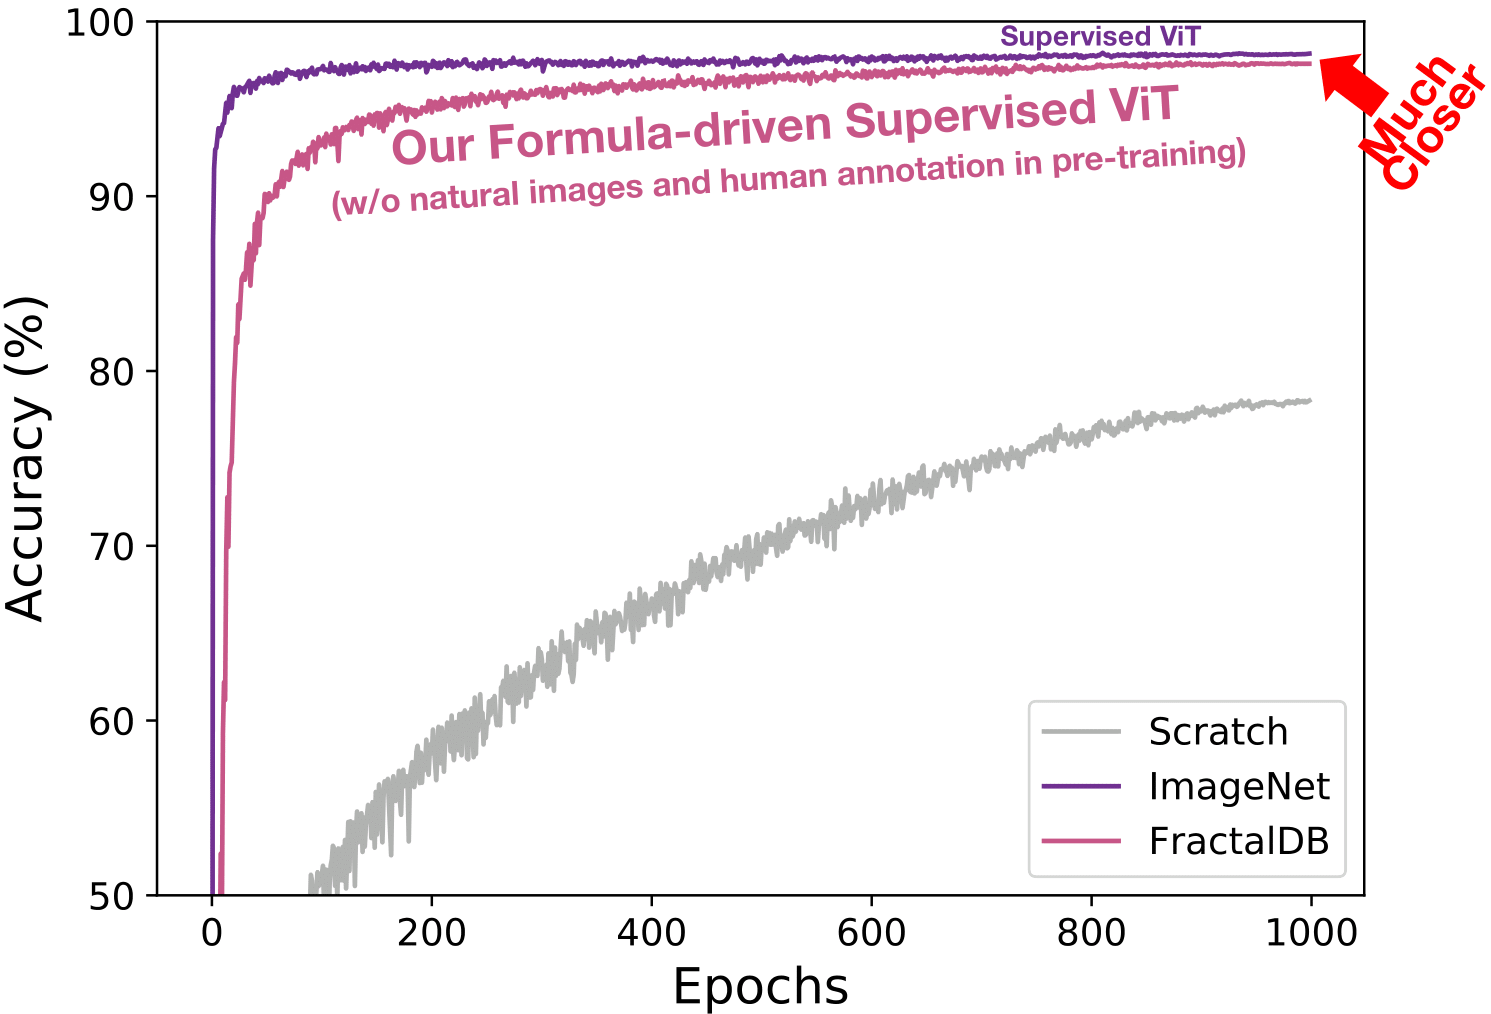 100
90
80
70
60
50
Accuracy (%)
Supervised ViT
Our Formula-driven Supervised ViT
(w/o natural images and human annotation in pre-training)
Much
Closer
Scratch
ImageNet
FractalDB
0 200 400 600 800 1000
Epochs